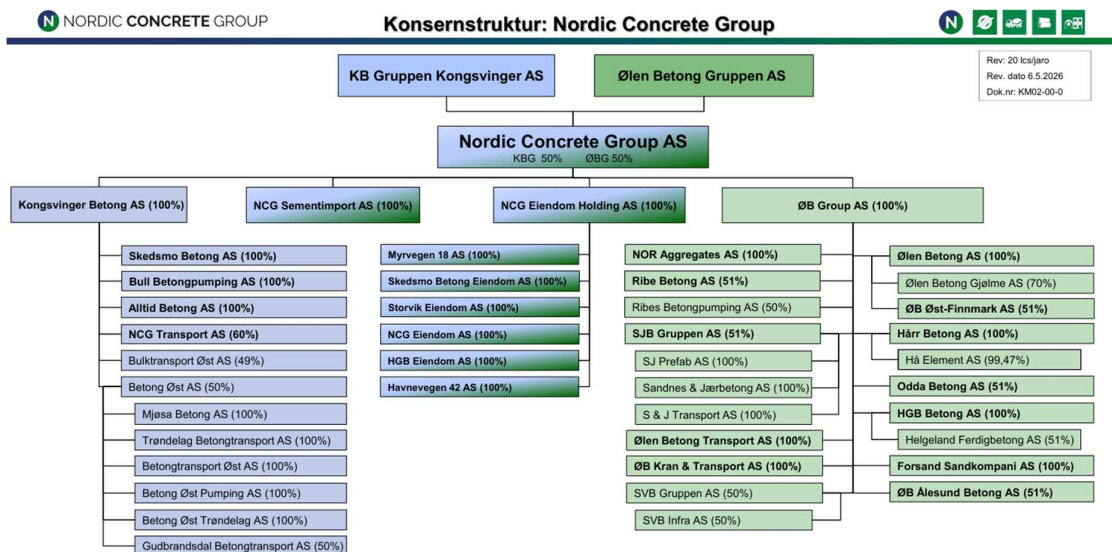 NORDIC CONCRETE GROUP
Konsernstruktur: Nordic Concrete Group
Rev: 20 lcs/jaro
Rev. dato 6.5.2026
Dok.nr: KM02-00-0
KB Gruppen Kongsvinger AS
Ølen Betong Gruppen AS
Nordic Concrete Group AS
KBG 50% ØBG 50%
Kongsvinger Betong AS (100%)
NCG Sementimport AS (100%)
NCG Eiendom Holding AS (100%)
ØB Group AS (100%)
Skedsmo Betong AS (100%)
Bull Betongpumping AS (100%)
Alltid Betong AS (100%)
NCG Transport AS (60%)
Bulktransport Øst AS (49%)
Betong Øst AS (50%)
Mjøsa Betong AS (100%)
Trøndelag Betongtransport AS (100%)
Betongtransport Øst AS (100%)
Betong Øst Pumping AS (100%)
Betong Øst Trøndelag AS (100%)
Gudbrandsdal Betongtransport AS (50%)
Myrvegen 18 AS (100%)
Skedsmo Betong Eiendom AS (100%)
Storvik Eiendom AS (100%)
NCG Eiendom AS (100%)
HGB Eiendom AS (100%)
Havnevegen 42 AS (100%)
NOR Aggregates AS (100%)
Ribe Betong AS (51%)
Ribes Betongpumping AS (50%)
SJB Gruppen AS (51%)
SJ Prefab AS (100%)
Sandnes & Jærbetong AS (100%)
S & J Transport AS (100%)
Ølen Betong Transport AS (100%)
ØB Kran & Transport AS (100%)
SVB Gruppen AS (50%)
SVB Infra AS (50%)
Ølen Betong AS (100%)
Ølen Betong Gjølme AS (70%)
ØB Øst-Finnmark AS (51%)
Hårr Betong AS (100%)
Hå Element AS (99,47%)
Odda Betong AS (51%)
HGB Betong AS (100%)
Helgeland Ferdigbetong AS (51%)
Forsand Sandkompani AS (100%)
ØB Ålesund Betong AS (51%)